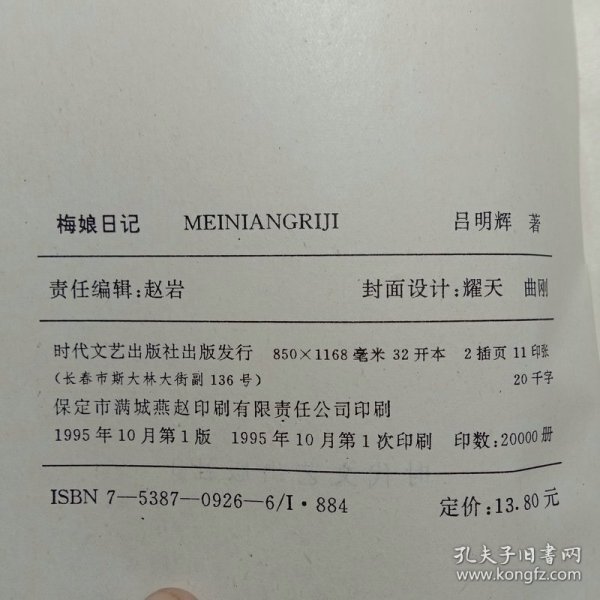 梅娘日记 MEINIANGRIJI 吕明辉 著
责任编辑:赵岩 封面设计:耀天 曲刚
时代文艺出版社出版发行 850×1168毫米 32开本 2插页 11印张
(长春市斯大林大街副136号) 20千字
保定市满城燕赵印刷有限责任公司印刷
1995年10月第1版 1995年10月第1次印刷 印数:20000册
ISBN 7—5387—0926—6/I·884 定价:13.80元
孔夫子旧书网
www.kongfz.com